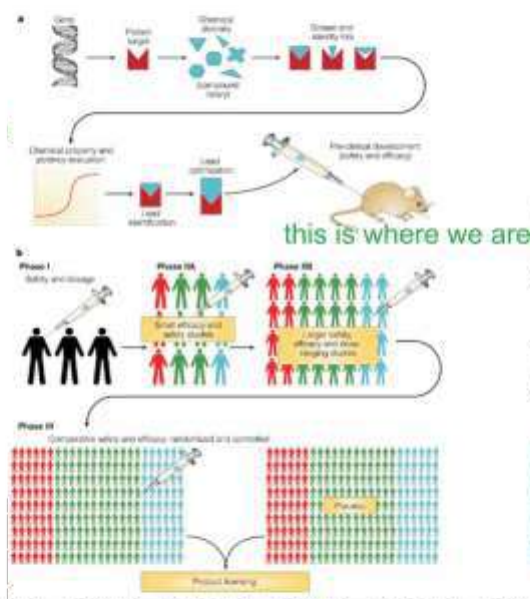 a
Gene
Protein
target
Chemical
diversity
(compound
library)
Screen and
identify hits
Chemical property and
potency evaluation
Lead
identification
Lead
optimization
Pre-clinical development
(safety and efficacy)
this is where we are
b
Phase I
Safety and dosage
Phase IIA
Small efficacy and
safety studies
Phase IIB
Larger safety,
efficacy and dose-
ranging studies
Phase III
Comparative safety and efficacy, randomized and controlled
Placebo
Product licensing